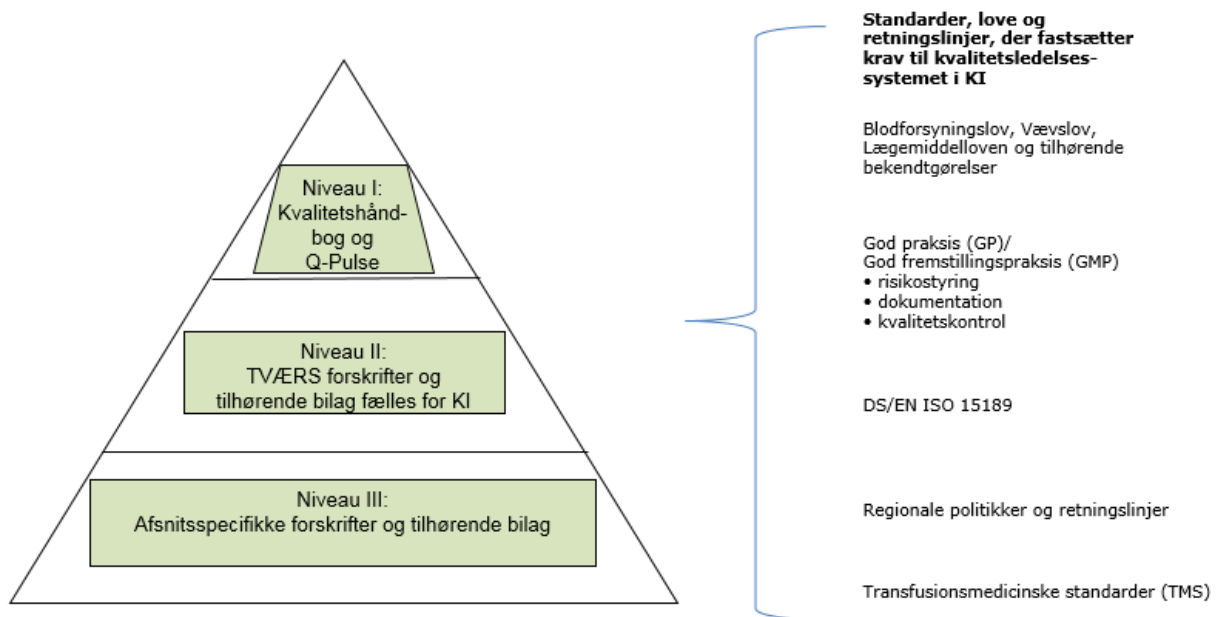 Niveau I:
Kvalitetshånd-
bog og
Q-Pulse
Niveau II:
TVÆRS forskrifter og
tilhørende bilag fælles for KI
Niveau III:
Afsnitsspecifikke forskrifter og tilhørende bilag
Standarder, love og
retningslinjer, der fastsætter
krav til kvalitetsledelses-
systemet i KI
Blodforsyningslov, Vævslov,
Lægemiddelloven og tilhørende
bekendtgørelser
God praksis (GP)/
God fremstillingspraksis (GMP)
• risikostyring
• dokumentation
• kvalitetskontrol
DS/EN ISO 15189
Regionale politikker og retningslinjer
Transfusionsmedicinske standarder (TMS)